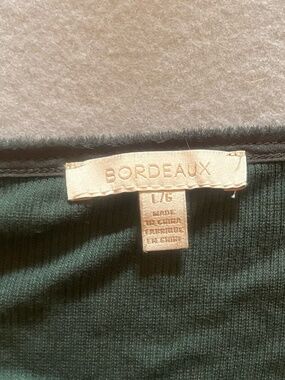 BORDEAUX
L/G
MADE
IN CHINA
FABRIQUÉ
EN CHINE